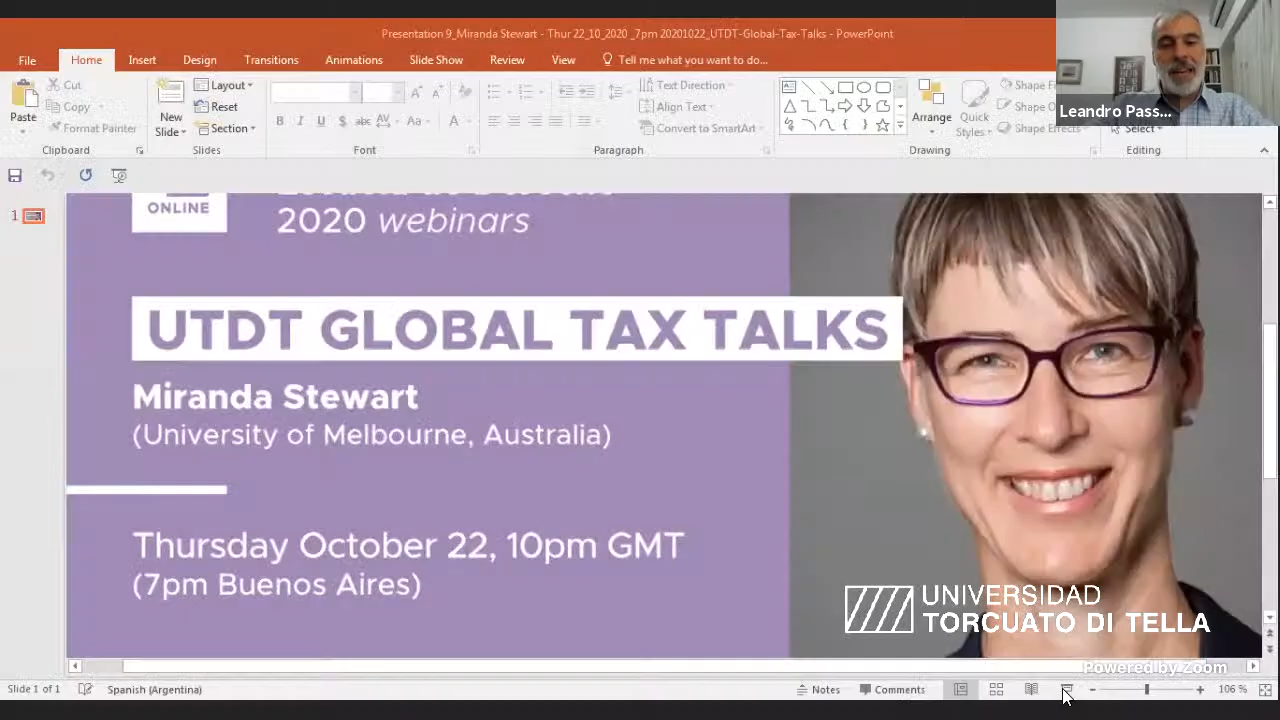 Presentation 9_Miranda Stewart - Thur 22_10_2020 _7pm 20201022_UTDT-Global-Tax-Talks - PowerPoint
File
Home
Insert
Design
Transitions
Animations
Slide Show
Review
View
Tell me what you want to do...
Leandro Pass...
Paste
Cut
Copy
Format Painter
Clipboard
New
Slide
Layout
Reset
Section
Slides
B I U S abc AV Aa
Font
Text Direction
Align Text
Convert to SmartArt
Paragraph
Arrange
Quick
Styles
Shape F
Shape O
Shape Effects
Drawing
Select
Editing
1
ONLINE
2020 webinars
UTDT GLOBAL TAX TALKS
Miranda Stewart
(University of Melbourne, Australia)
Thursday October 22, 10pm GMT
(7pm Buenos Aires)
UNIVERSIDAD
TORCUATO DI TELLA
Powered by Zoom
Slide 1 of 1
Spanish (Argentina)
Notes
Comments
106 %